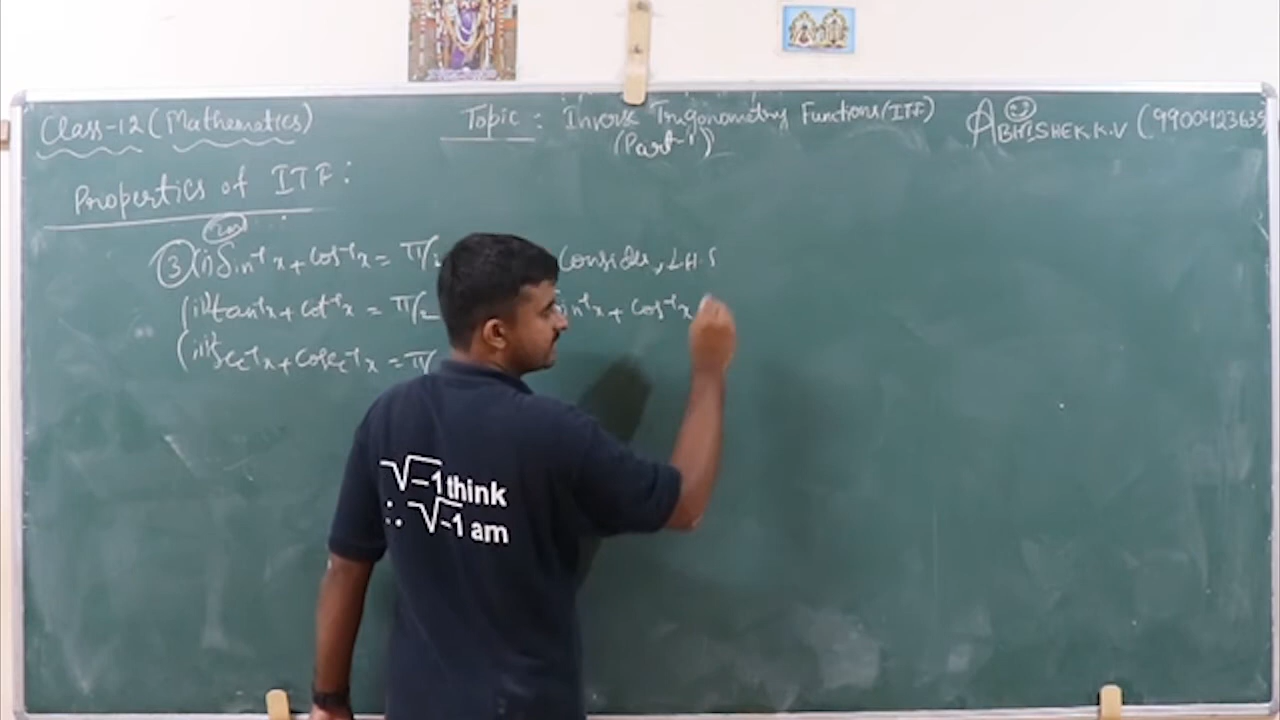 Class-12 (Mathematics)
Topic : Inverse Trigonometry Functions (ITF)
(Part-1)
ABHISHEK.K.V (9900423635
Properties of ITF:
③ (i) Sin⁻¹x + Cos⁻¹x = π/2
(ii) tan⁻¹x + Cot⁻¹x = π/2
(iii) Sec⁻¹x + Cosec⁻¹x = π/
Consider, L.H.S
Sin⁻¹x + Cos⁻¹x
√-1 think
∴ √-1 am